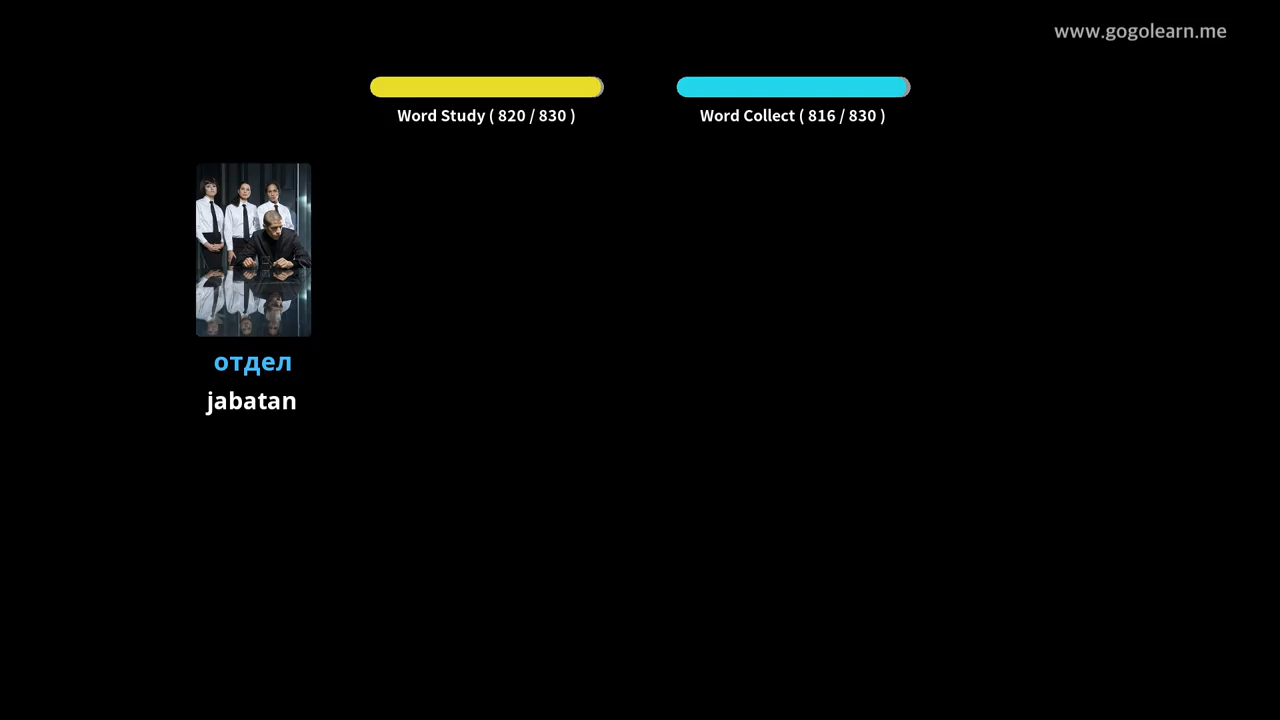 www.gogolearn.me
Word Study ( 820 / 830 )
Word Collect ( 816 / 830 )
отдел
jabatan